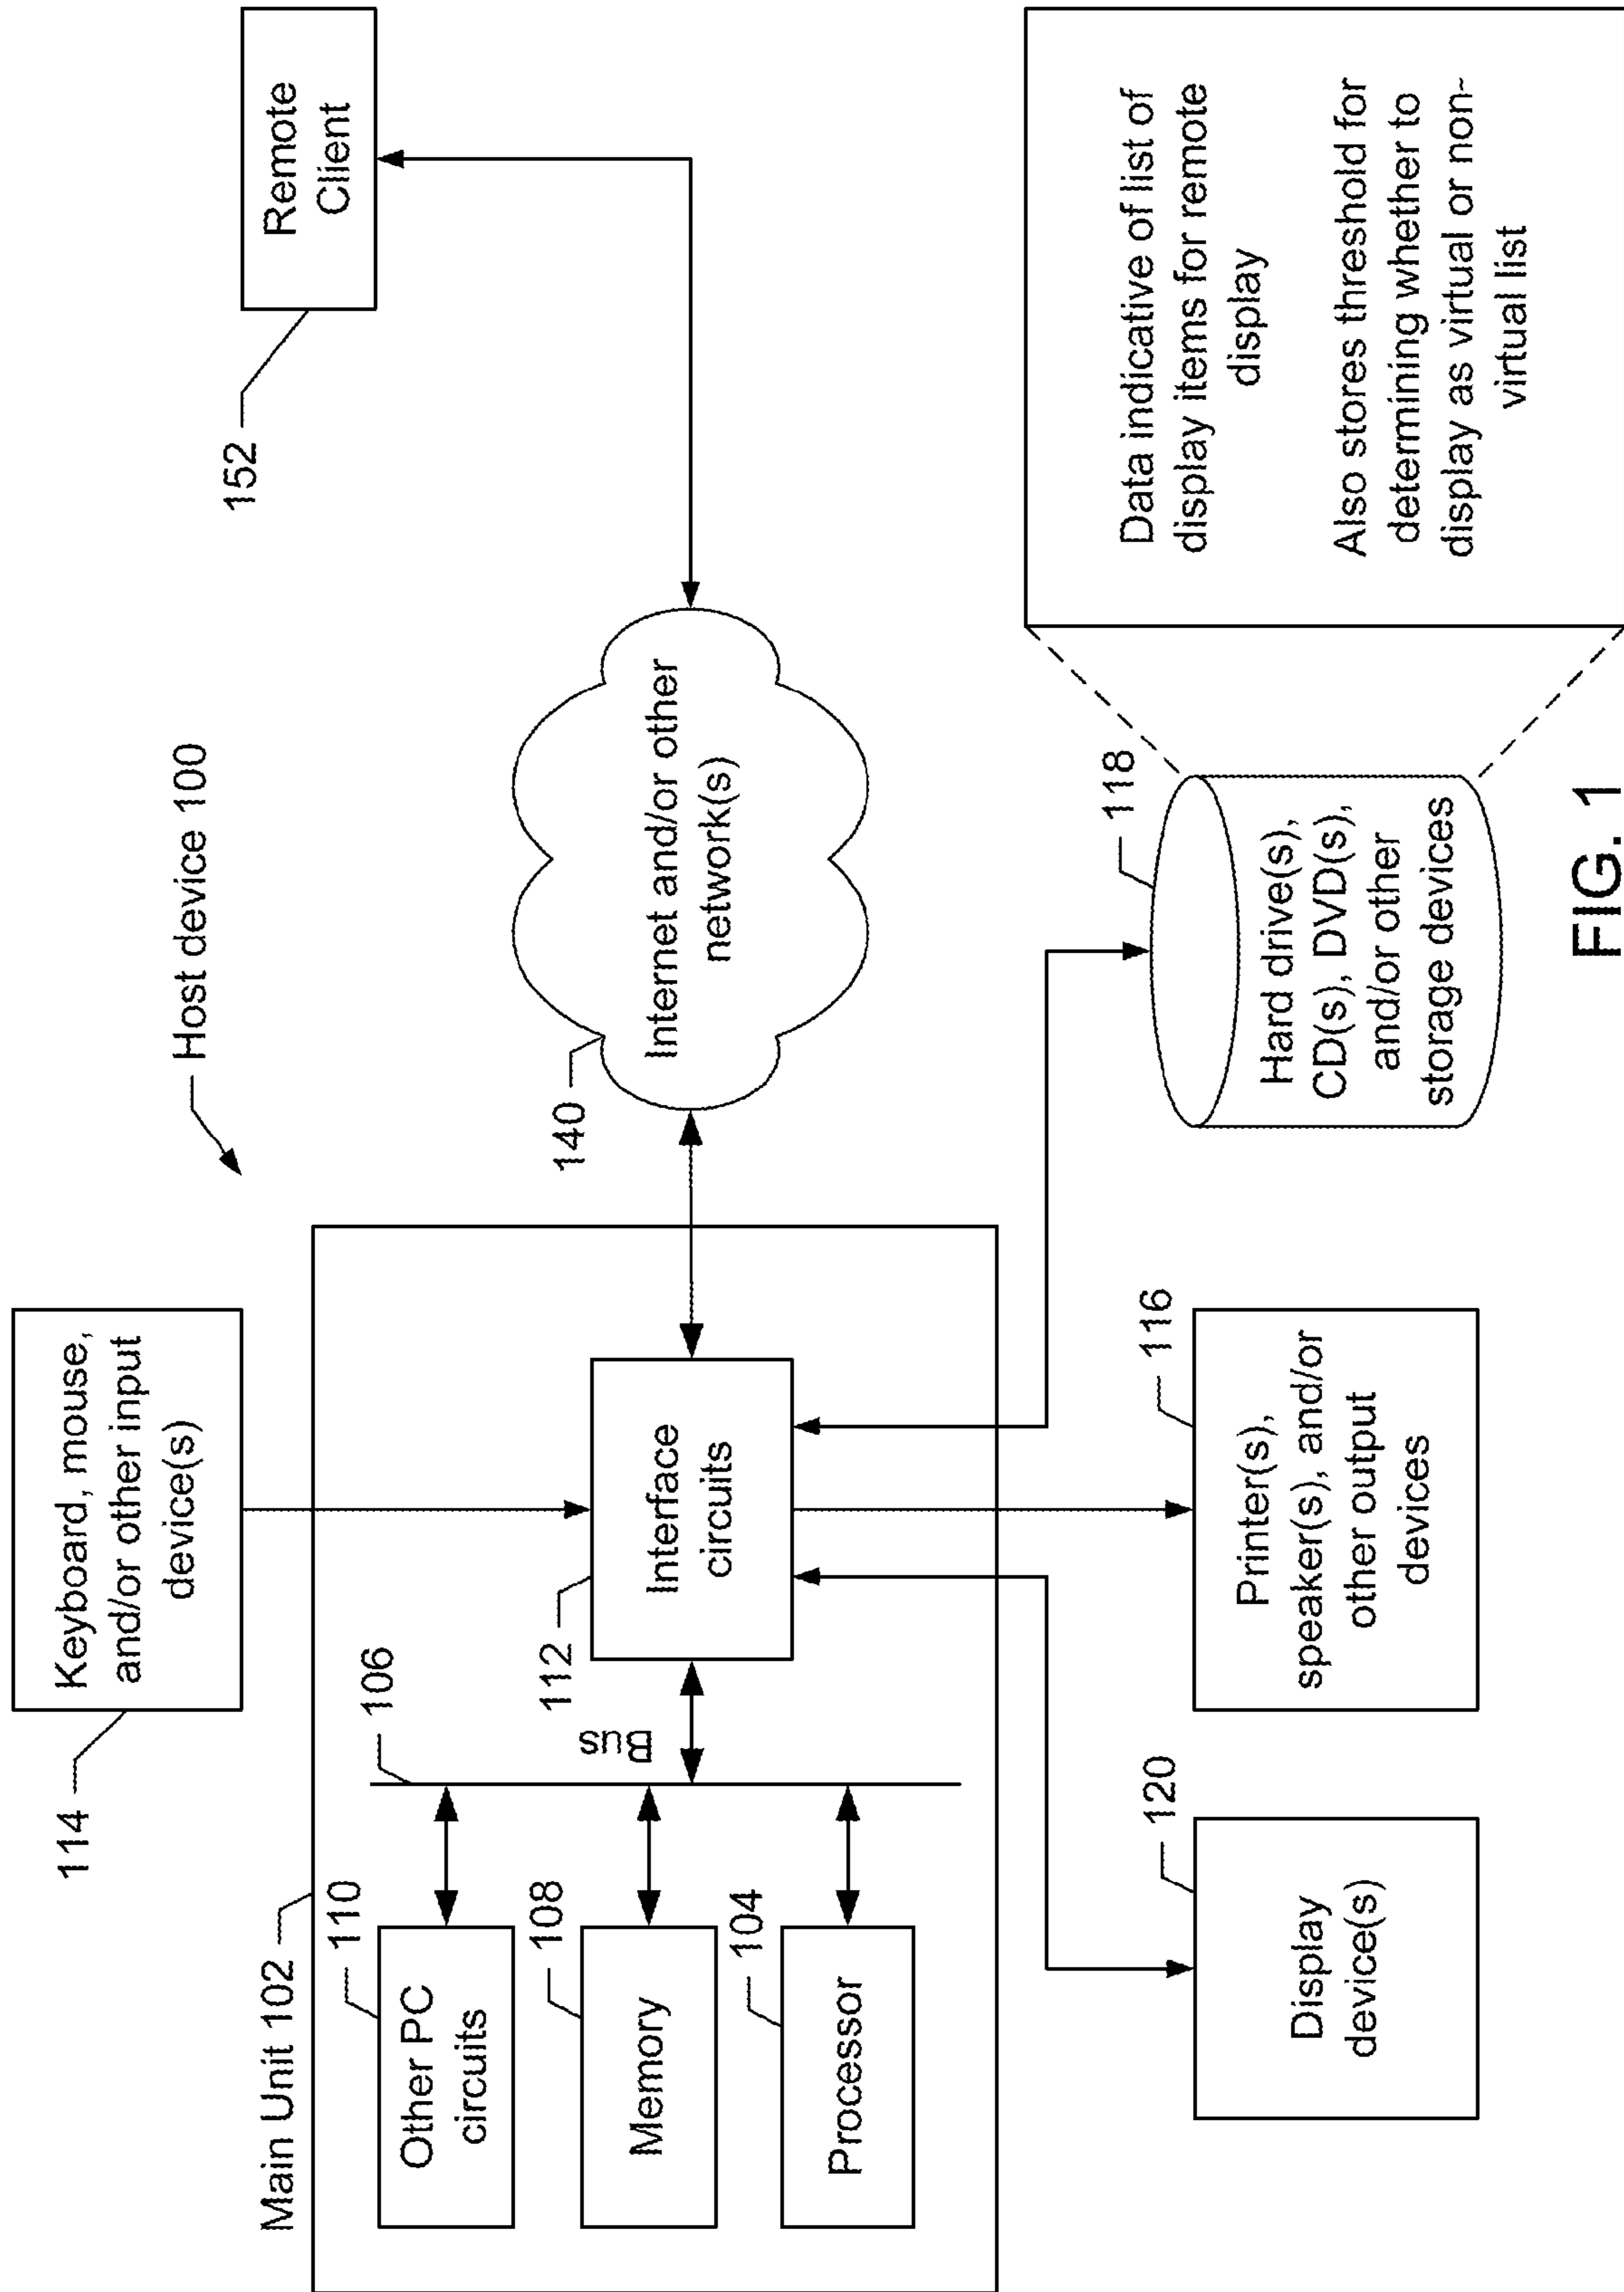 Host device 100
Keyboard, mouse,
and/or other input
device(s)
114
Main Unit 102
110
Other PC
circuits
108
Memory
104
Processor
106
Bus
112
Interface
circuits
140
Internet and/or other
network(s)
152
Remote
Client
120
Display
device(s)
116
Printer(s),
speaker(s), and/or
other output
devices
118
Hard drive(s),
CD(s), DVD(s),
and/or other
storage devices
Data indicative of list of
display items for remote
display
Also stores threshold for
determining whether to
display as virtual or non-
virtual list
FIG. 1